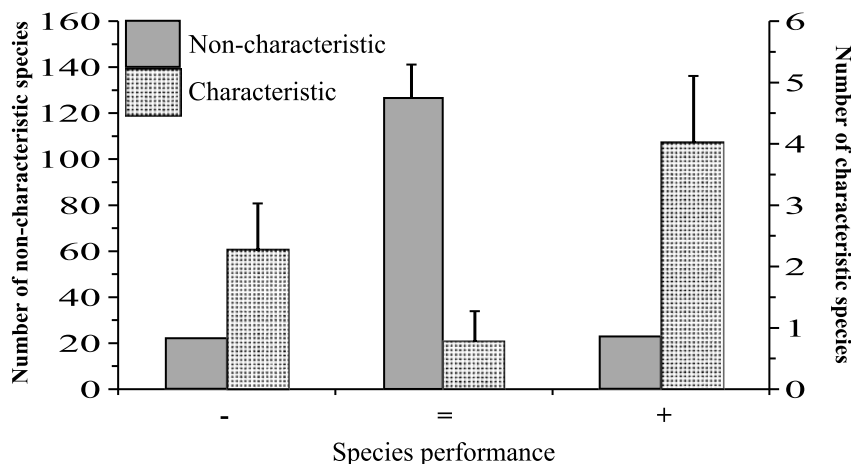 Number of non-characteristic species
160
140
120
100
80
60
40
20
0
Non-characteristic
Characteristic
6
5
4
3
2
1
0
Number of characteristic
species
- = +
Species performance